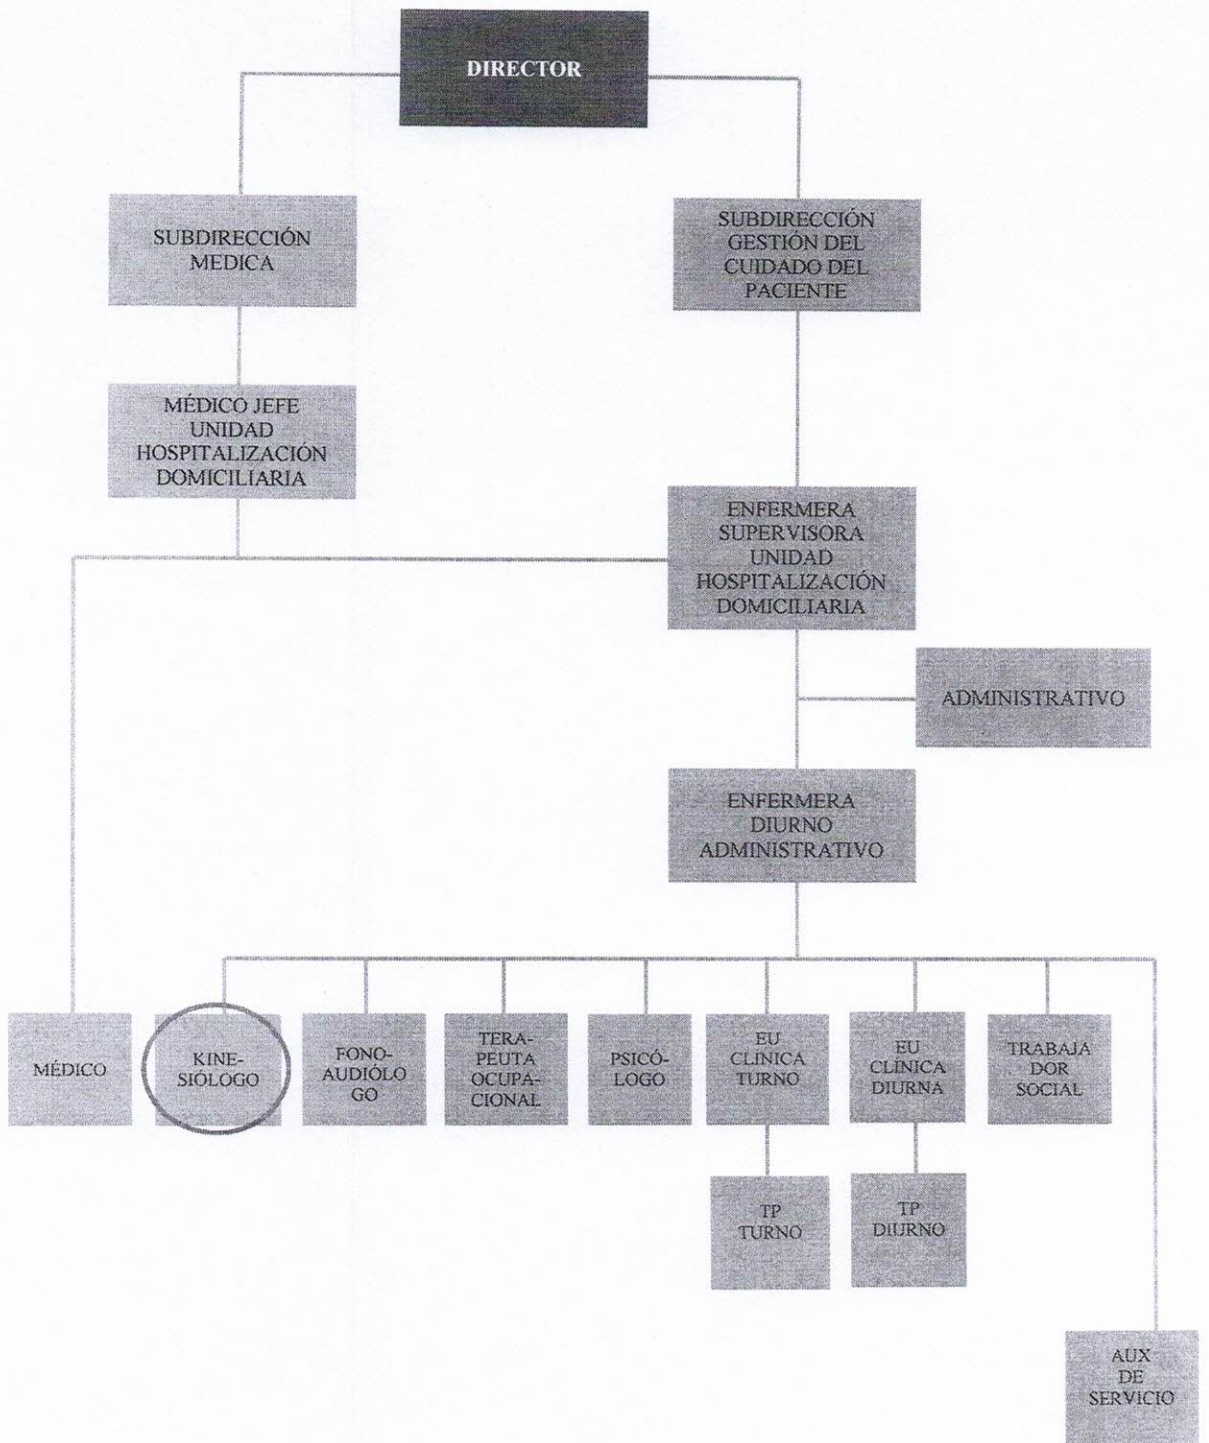 DIRECTOR
SUBDIRECCIÓN
MEDICA
SUBDIRECCIÓN
GESTIÓN DEL
CUIDADO DEL
PACIENTE
MÉDICO JEFE
UNIDAD
HOSPITALIZACIÓN
DOMICILIARIA
ENFERMERA
SUPERVISORA
UNIDAD
HOSPITALIZACIÓN
DOMICILIARIA
ADMINISTRATIVO
ENFERMERA
DIURNO
ADMINISTRATIVO
MÉDICO
KINE-
SIÓLOGO
FONO-
AUDIÓLO
GO
TERA-
PEUTA
OCUPA-
CIONAL
PSICÓ-
LOGO
EU
CLÍNICA
TURNO
EU
CLÍNICA
DIURNA
TRABAJA
DOR
SOCIAL
TP
TURNO
TP
DIURNO
AUX
DE
SERVICIO